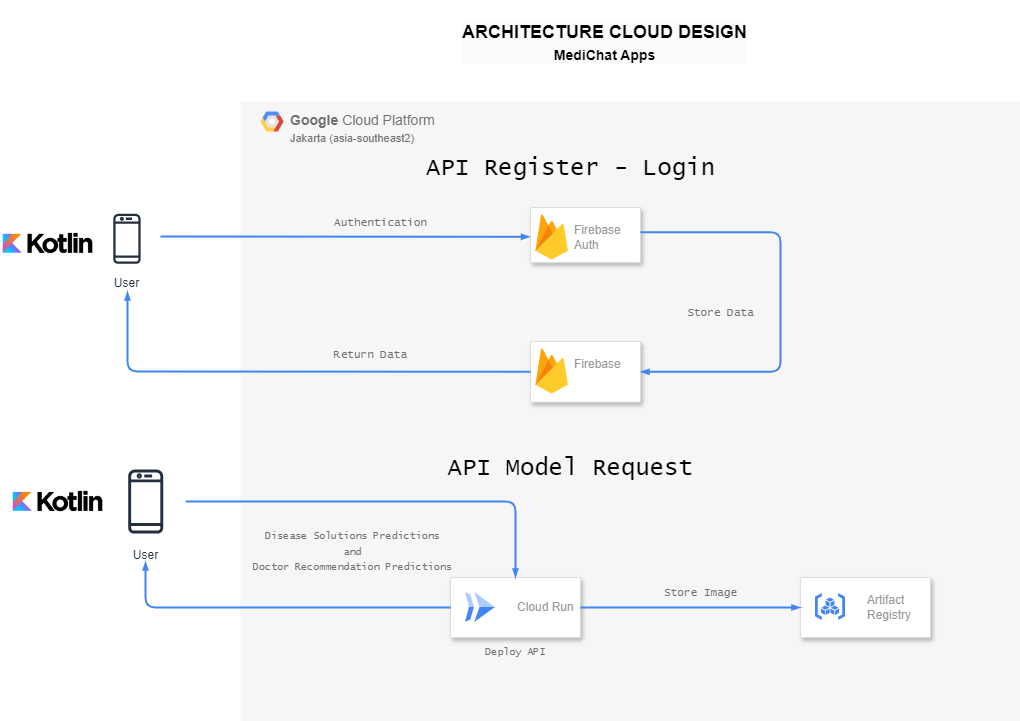 ARCHITECTURE CLOUD DESIGN
MediChat Apps
Google Cloud Platform
Jakarta (asia-southeast2)
API Register – Login
Authentication
Firebase
Auth
Kotlin
User
Store Data
Return Data
Firebase
API Model Request
Kotlin
User
Disease Solutions Predictions
and
Doctor Recommendation Predictions
Cloud Run
Deploy API
Store Image
Artifact
Registry